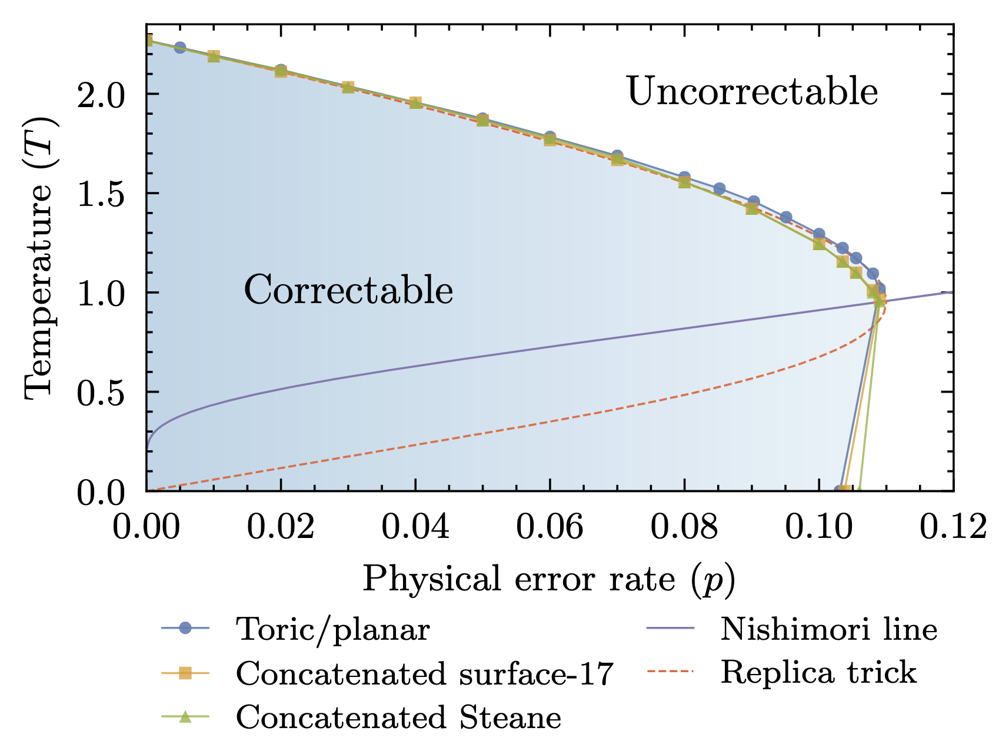 Temperature (T)
2.0
1.5
1.0
0.5
0.0
Uncorrectable
Correctable
0.00 0.02 0.04 0.06 0.08 0.10 0.12
Physical error rate (p)
Toric/planar
Concatenated surface-17
Concatenated Steane
Nishimori line
Replica trick